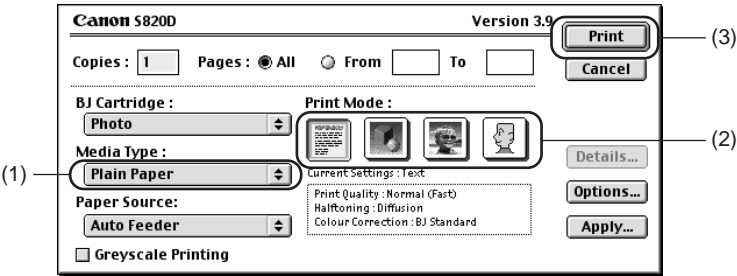 Canon S820D Version 3.9
Print (3)
Copies : 1 Pages : All From To
Cancel
BJ Cartridge : Print Mode :
Photo
(2)
Media Type :
Details...
(1) Plain Paper
Current Settings : Text
Print Quality : Normal (Fast)
Options...
Paper Source:
Halftoning : Diffusion
Auto Feeder
Colour Correction : BJ Standard
Apply...
Greyscale Printing